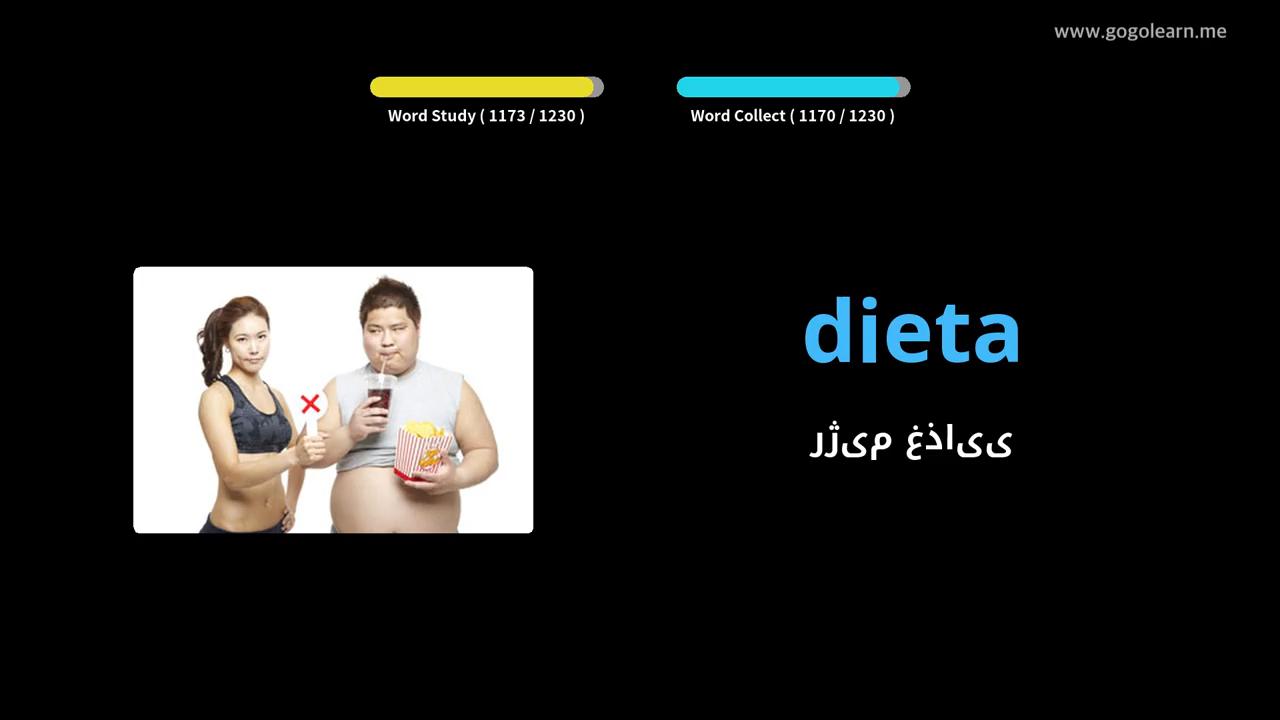 www.gogolearn.me
Word Study ( 1173 / 1230 )
Word Collect ( 1170 / 1230 )
dieta
رژیم غذایی